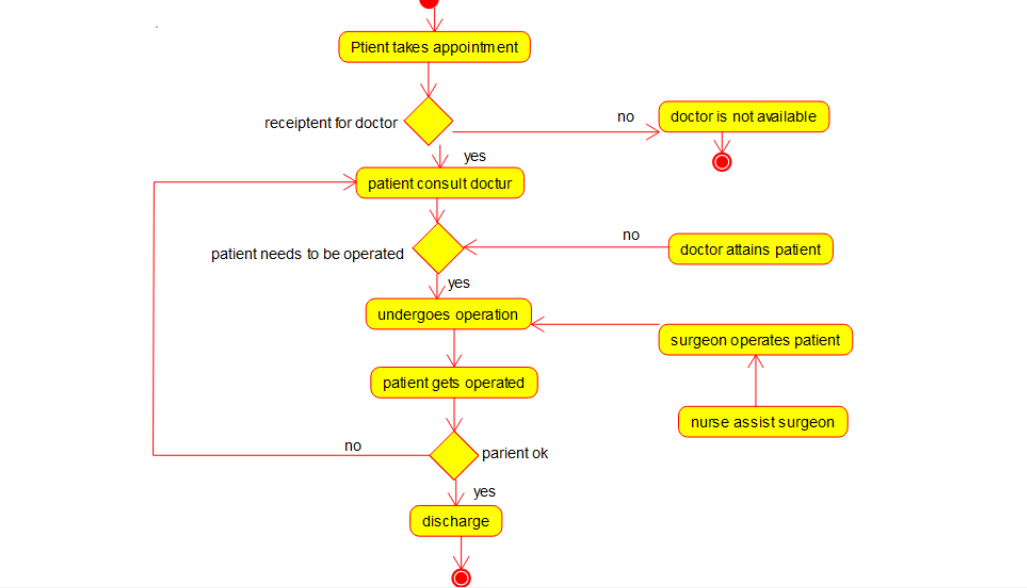 Ptient takes appointment
receiptent for doctor
no
doctor is not available
yes
patient consult doctur
patient needs to be operated
no
doctor attains patient
yes
undergoes operation
surgeon operates patient
patient gets operated
nurse assist surgeon
no
parient ok
yes
discharge